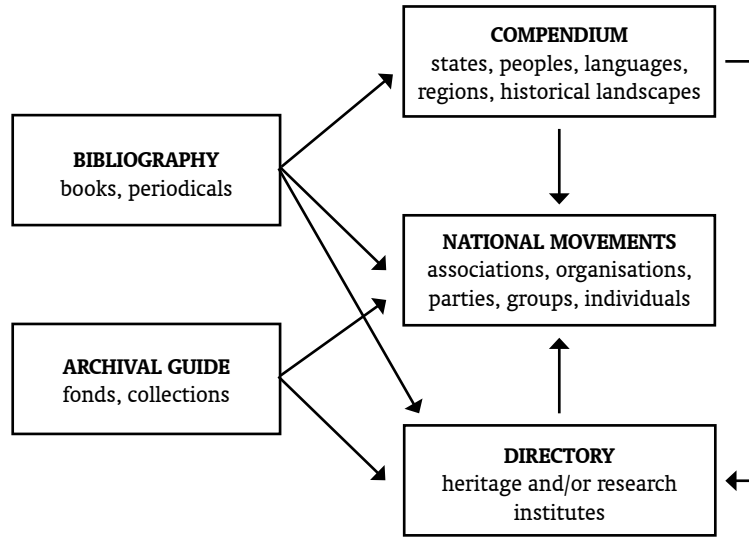 COMPENDIUM
states, peoples, languages,
regions, historical landscapes
BIBLIOGRAPHY
books, periodicals
NATIONAL MOVEMENTS
associations, organisations,
parties, groups, individuals
ARCHIVAL GUIDE
fonds, collections
DIRECTORY
heritage and/or research
institutes